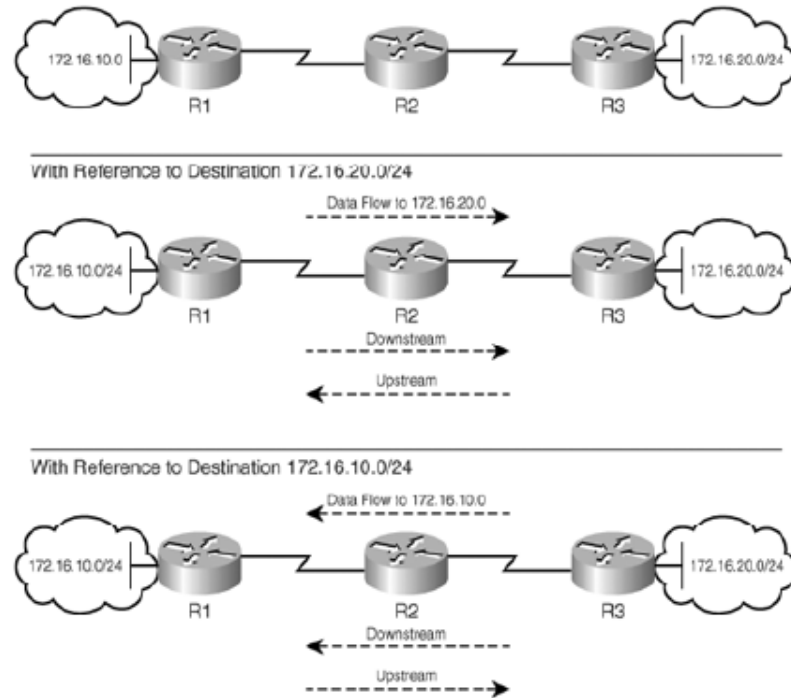 172.16.10.0
172.16.20.0/24
R1
R2
R3
With Reference to Destination 172.16.20.0/24
Data Flow to 172.16.20.0
172.16.10.0/24
172.16.20.0/24
R1
R2
R3
Downstream
Upstream
With Reference to Destination 172.16.10.0/24
Data Flow to 172.16.10.0
172.16.10.0/24
172.16.20.0/24
R1
R2
R3
Downstream
Upstream